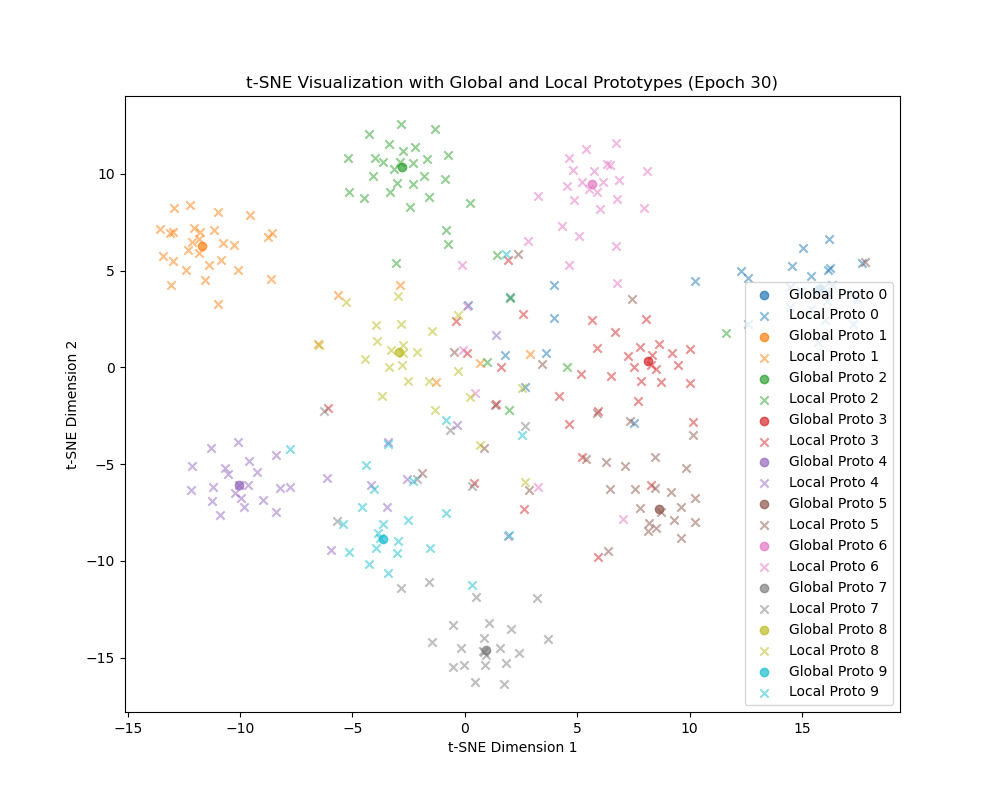 t-SNE Visualization with Global and Local Prototypes (Epoch 30)
t-SNE Dimension 2
10
5
0
−5
−10
−15
Global Proto 0
Local Proto 0
Global Proto 1
Local Proto 1
Global Proto 2
Local Proto 2
Global Proto 3
Local Proto 3
Global Proto 4
Local Proto 4
Global Proto 5
Local Proto 5
Global Proto 6
Local Proto 6
Global Proto 7
Local Proto 7
Global Proto 8
Local Proto 8
Global Proto 9
Local Proto 9
−15 −10 −5 0 5 10 15
t-SNE Dimension 1